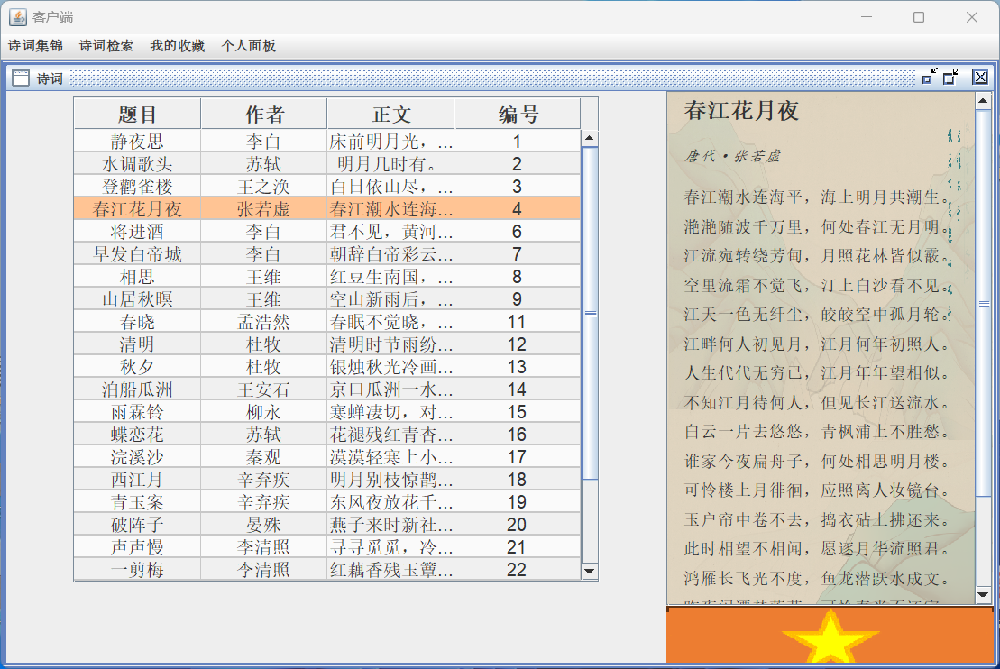 客户端
诗词集锦 诗词检索 我的收藏 个人面板
诗词
题目 作者 正文 编号
静夜思 李白 床前明月光，... 1
水调歌头 苏轼 明月几时有。 2
登鹳雀楼 王之涣 白日依山尽，... 3
春江花月夜 张若虚 春江潮水连海... 4
将进酒 李白 君不见，黄河... 6
早发白帝城 李白 朝辞白帝彩云... 7
相思 王维 红豆生南国，... 8
山居秋暝 王维 空山新雨后，... 9
春晓 孟浩然 春眠不觉晓，... 11
清明 杜牧 清明时节雨纷... 12
秋夕 杜牧 银烛秋光冷画... 13
泊船瓜洲 王安石 京口瓜洲一水... 14
雨霖铃 柳永 寒蝉凄切，对... 15
蝶恋花 苏轼 花褪残红青杏... 16
浣溪沙 秦观 漠漠轻寒上小... 17
西江月 辛弃疾 明月别枝惊鹊... 18
青玉案 辛弃疾 东风夜放花千... 19
破阵子 晏殊 燕子来时新社... 20
声声慢 李清照 寻寻觅觅，冷... 21
一剪梅 李清照 红藕香残玉簟... 22
春江花月夜
唐代·张若虚
春江潮水连海平，海上明月共潮生。
滟滟随波千万里，何处春江无月明。
江流宛转绕芳甸，月照花林皆似霰。
空里流霜不觉飞，汀上白沙看不见。
江天一色无纤尘，皎皎空中孤月轮。
江畔何人初见月，江月何年初照人。
人生代代无穷已，江月年年望相似。
不知江月待何人，但见长江送流水。
白云一片去悠悠，青枫浦上不胜愁。
谁家今夜扁舟子，何处相思明月楼。
可怜楼上月徘徊，应照离人妆镜台。
玉户帘中卷不去，捣衣砧上拂还来。
此时相望不相闻，愿逐月华流照君。
鸿雁长飞光不度，鱼龙潜跃水成文。